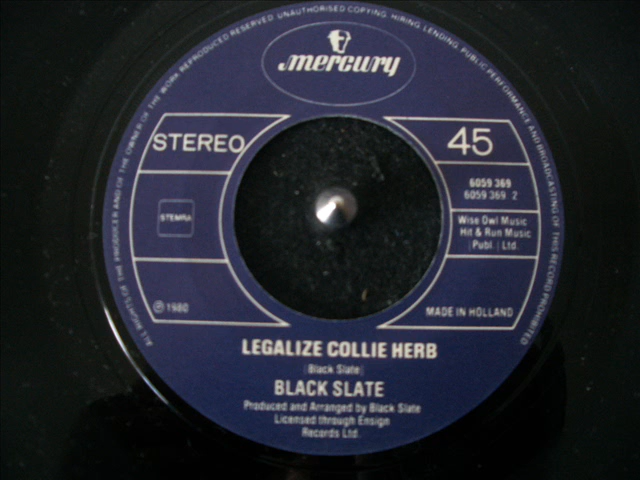 ALL RIGHTS OF THE PRODUCER AND OF THE OWNER OF THE WORK REPRODUCED RESERVED. UNAUTHORISED COPYING, HIRING, LENDING, PUBLIC PERFORMANCE AND BROADCASTING OF THIS RECORD PROHIBITED
mercury
STEREO
45
6059 369
6059 369 2
STEMRA
Wise Owl Music
Hit & Run Music
(Publ.) Ltd.
℗ 1980
MADE IN HOLLAND
LEGALIZE COLLIE HERB
(Black Slate)
BLACK SLATE
Produced and Arranged by Black Slate
Licensed through Ensign
Records Ltd.